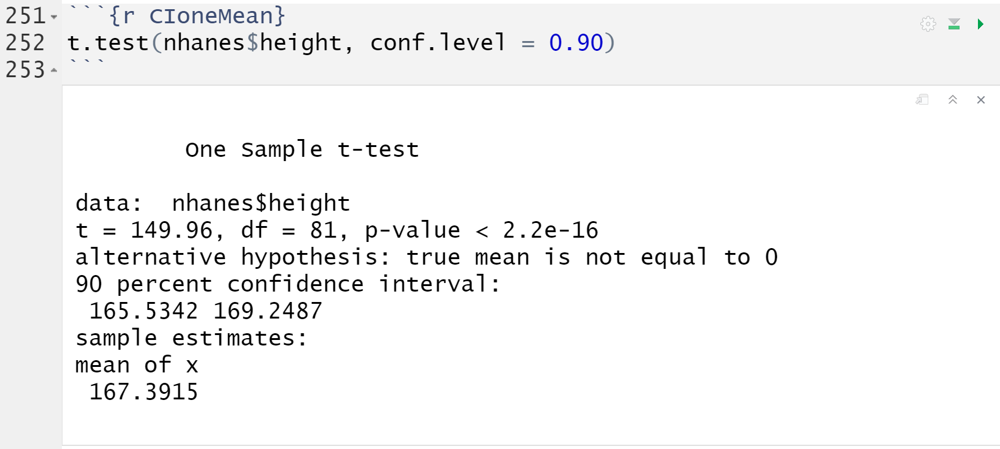 251 ```{r CIoneMean}
252 t.test(nhanes$height, conf.level = 0.90)
253 ```
One Sample t-test
data:  nhanes$height
t = 149.96, df = 81, p-value < 2.2e-16
alternative hypothesis: true mean is not equal to 0
90 percent confidence interval:
165.5342 169.2487
sample estimates:
mean of x
167.3915